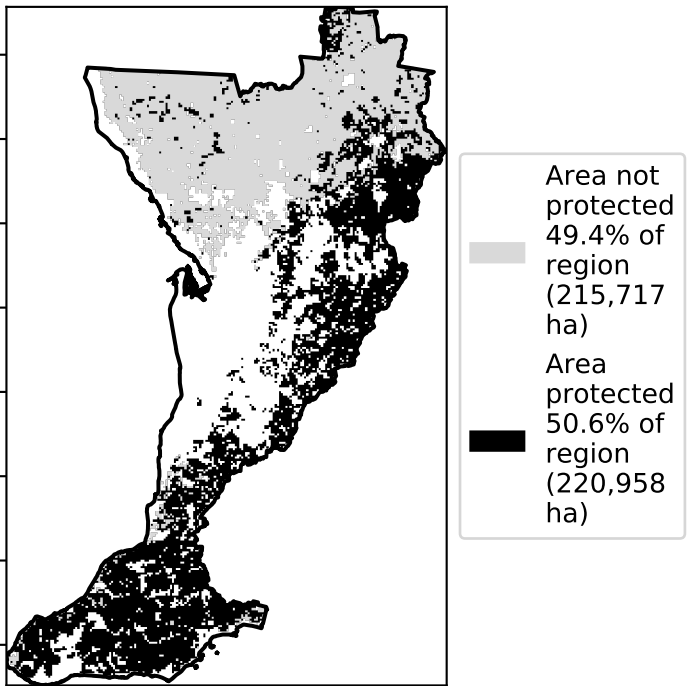 Area not
protected
49.4% of
region
(215,717
ha)
Area
protected
50.6% of
region
(220,958
ha)